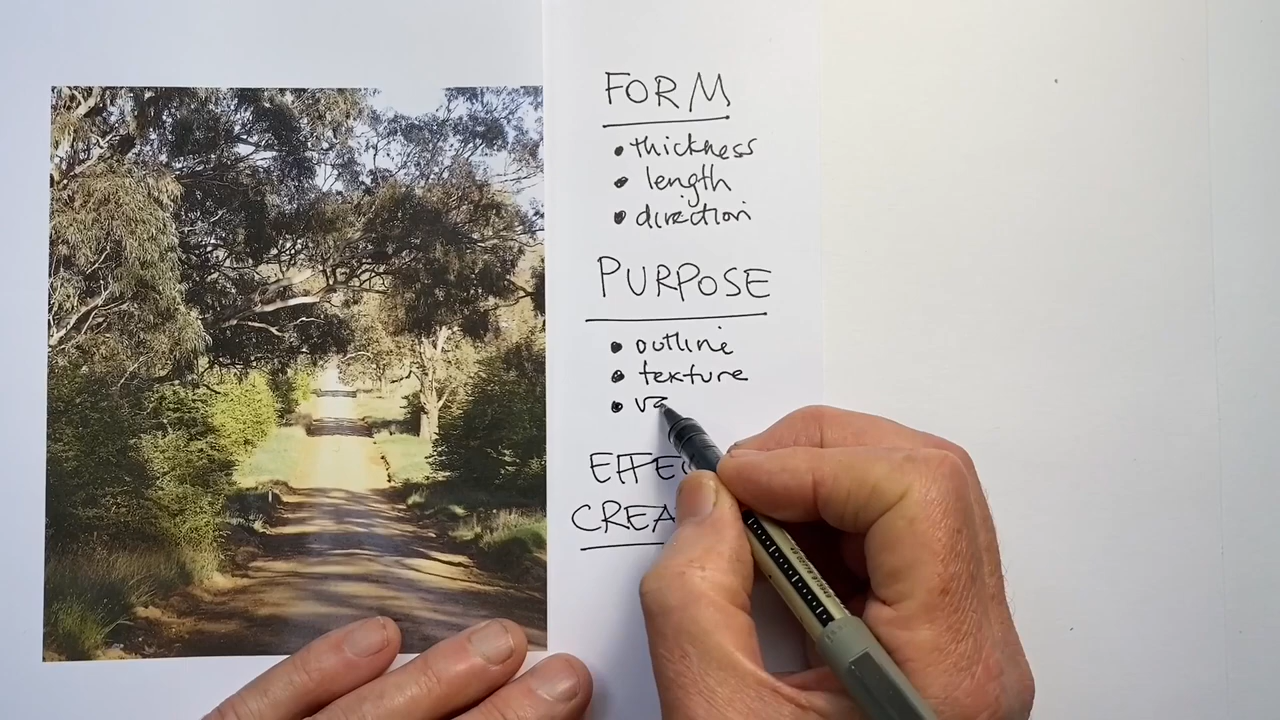 FORM
• thickness
• length
• direction
PURPOSE
• outline
• texture